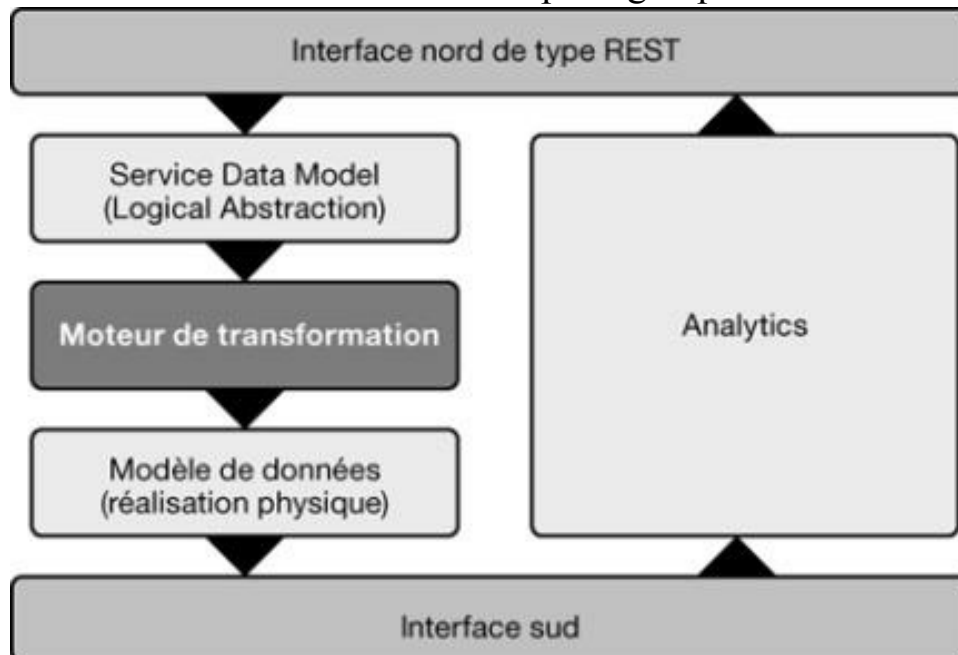 Interface nord de type REST
Service Data Model
(Logical Abstraction)
Moteur de transformation
Analytics
Modèle de données
(réalisation physique)
Interface sud